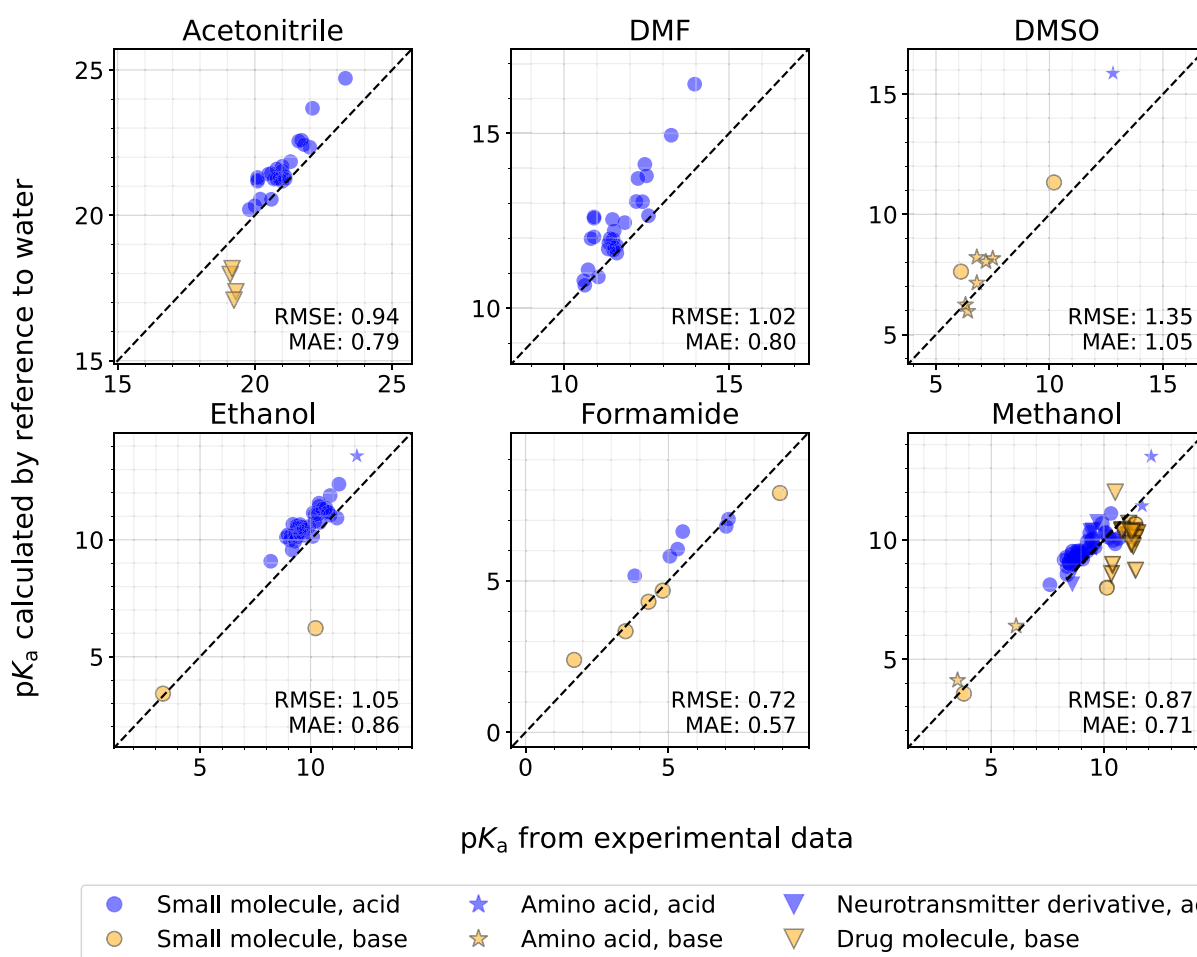 Acetonitrile
DMF
DMSO
25
20
15
15
20
25
RMSE: 0.94
MAE: 0.79
15
10
10
15
RMSE: 1.02
MAE: 0.80
15
10
5
5
10
15
RMSE: 1.35
MAE: 1.05
pKa calculated by reference to water
Ethanol
Formamide
Methanol
10
5
5
10
RMSE: 1.05
MAE: 0.86
5
0
0
5
RMSE: 0.72
MAE: 0.57
10
5
5
10
RMSE: 0.87
MAE: 0.71
pKa from experimental data
Small molecule, acid
Amino acid, acid
Neurotransmitter derivative,
Small molecule, base
Amino acid, base
Drug molecule, base